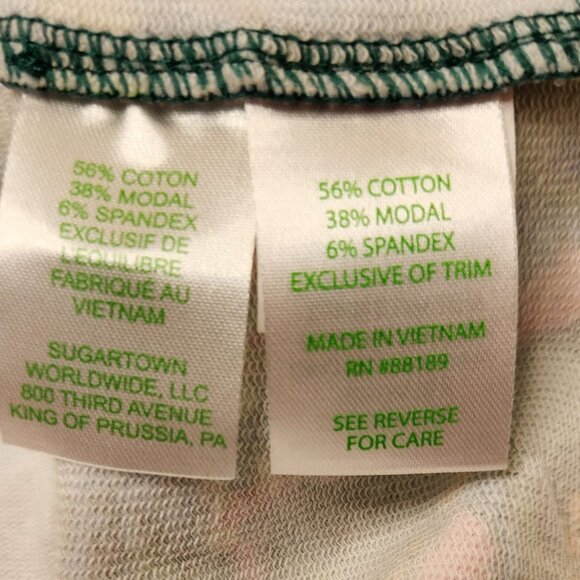 56% COTON
38% MODAL
6% SPANDEX
EXCLUSIF DE
L'EQUILIBRE
FABRIQUÉ AU
VIETNAM
SUGARTOWN
WORLDWIDE, LLC
800 THIRD AVENUE
KING OF PRUSSIA, PA
56% COTTON
38% MODAL
6% SPANDEX
EXCLUSIVE OF TRIM
MADE IN VIETNAM
RN #88189
SEE REVERSE
FOR CARE